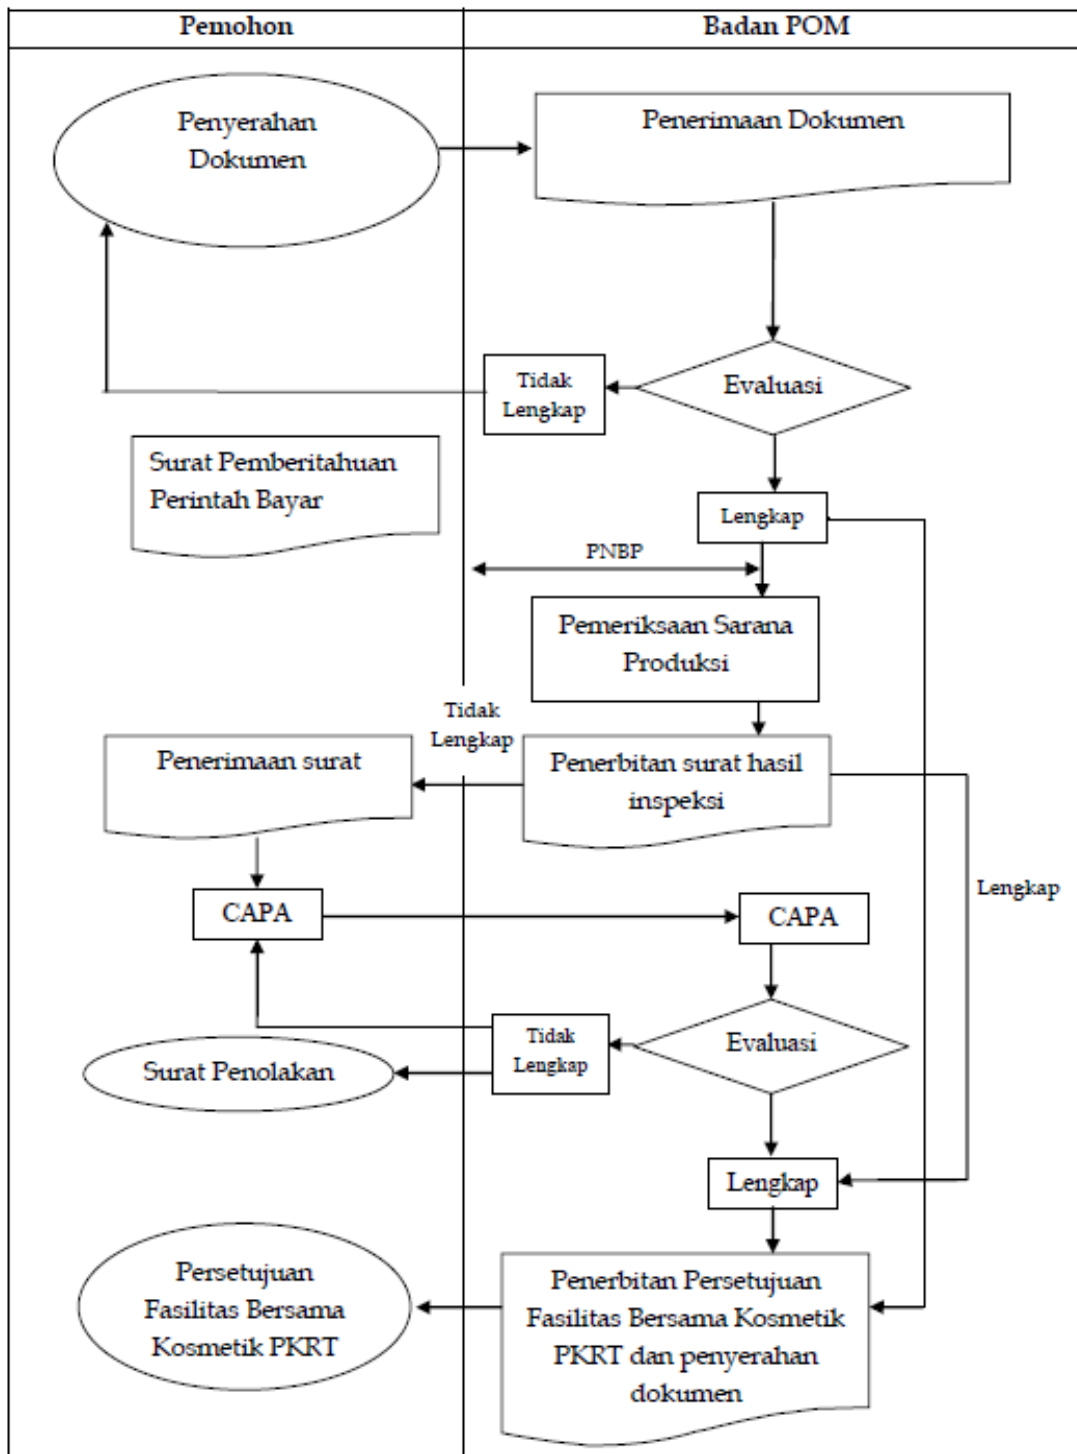 Pemohon
Badan POM
Penyerahan
Dokumen
Penerimaan Dokumen
Evaluasi
Tidak
Lengkap
Surat Pemberitahuan
Perintah Bayar
Lengkap
PNBP
Pemeriksaan Sarana
Produksi
Tidak
Lengkap
Penerimaan surat
Penerbitan surat hasil
inspeksi
Lengkap
CAPA
CAPA
Evaluasi
Tidak
Lengkap
Surat Penolakan
Lengkap
Persetujuan
Fasilitas Bersama
Kosmetik PKRT
Penerbitan Persetujuan
Fasilitas Bersama Kosmetik
PKRT dan penyerahan
dokumen